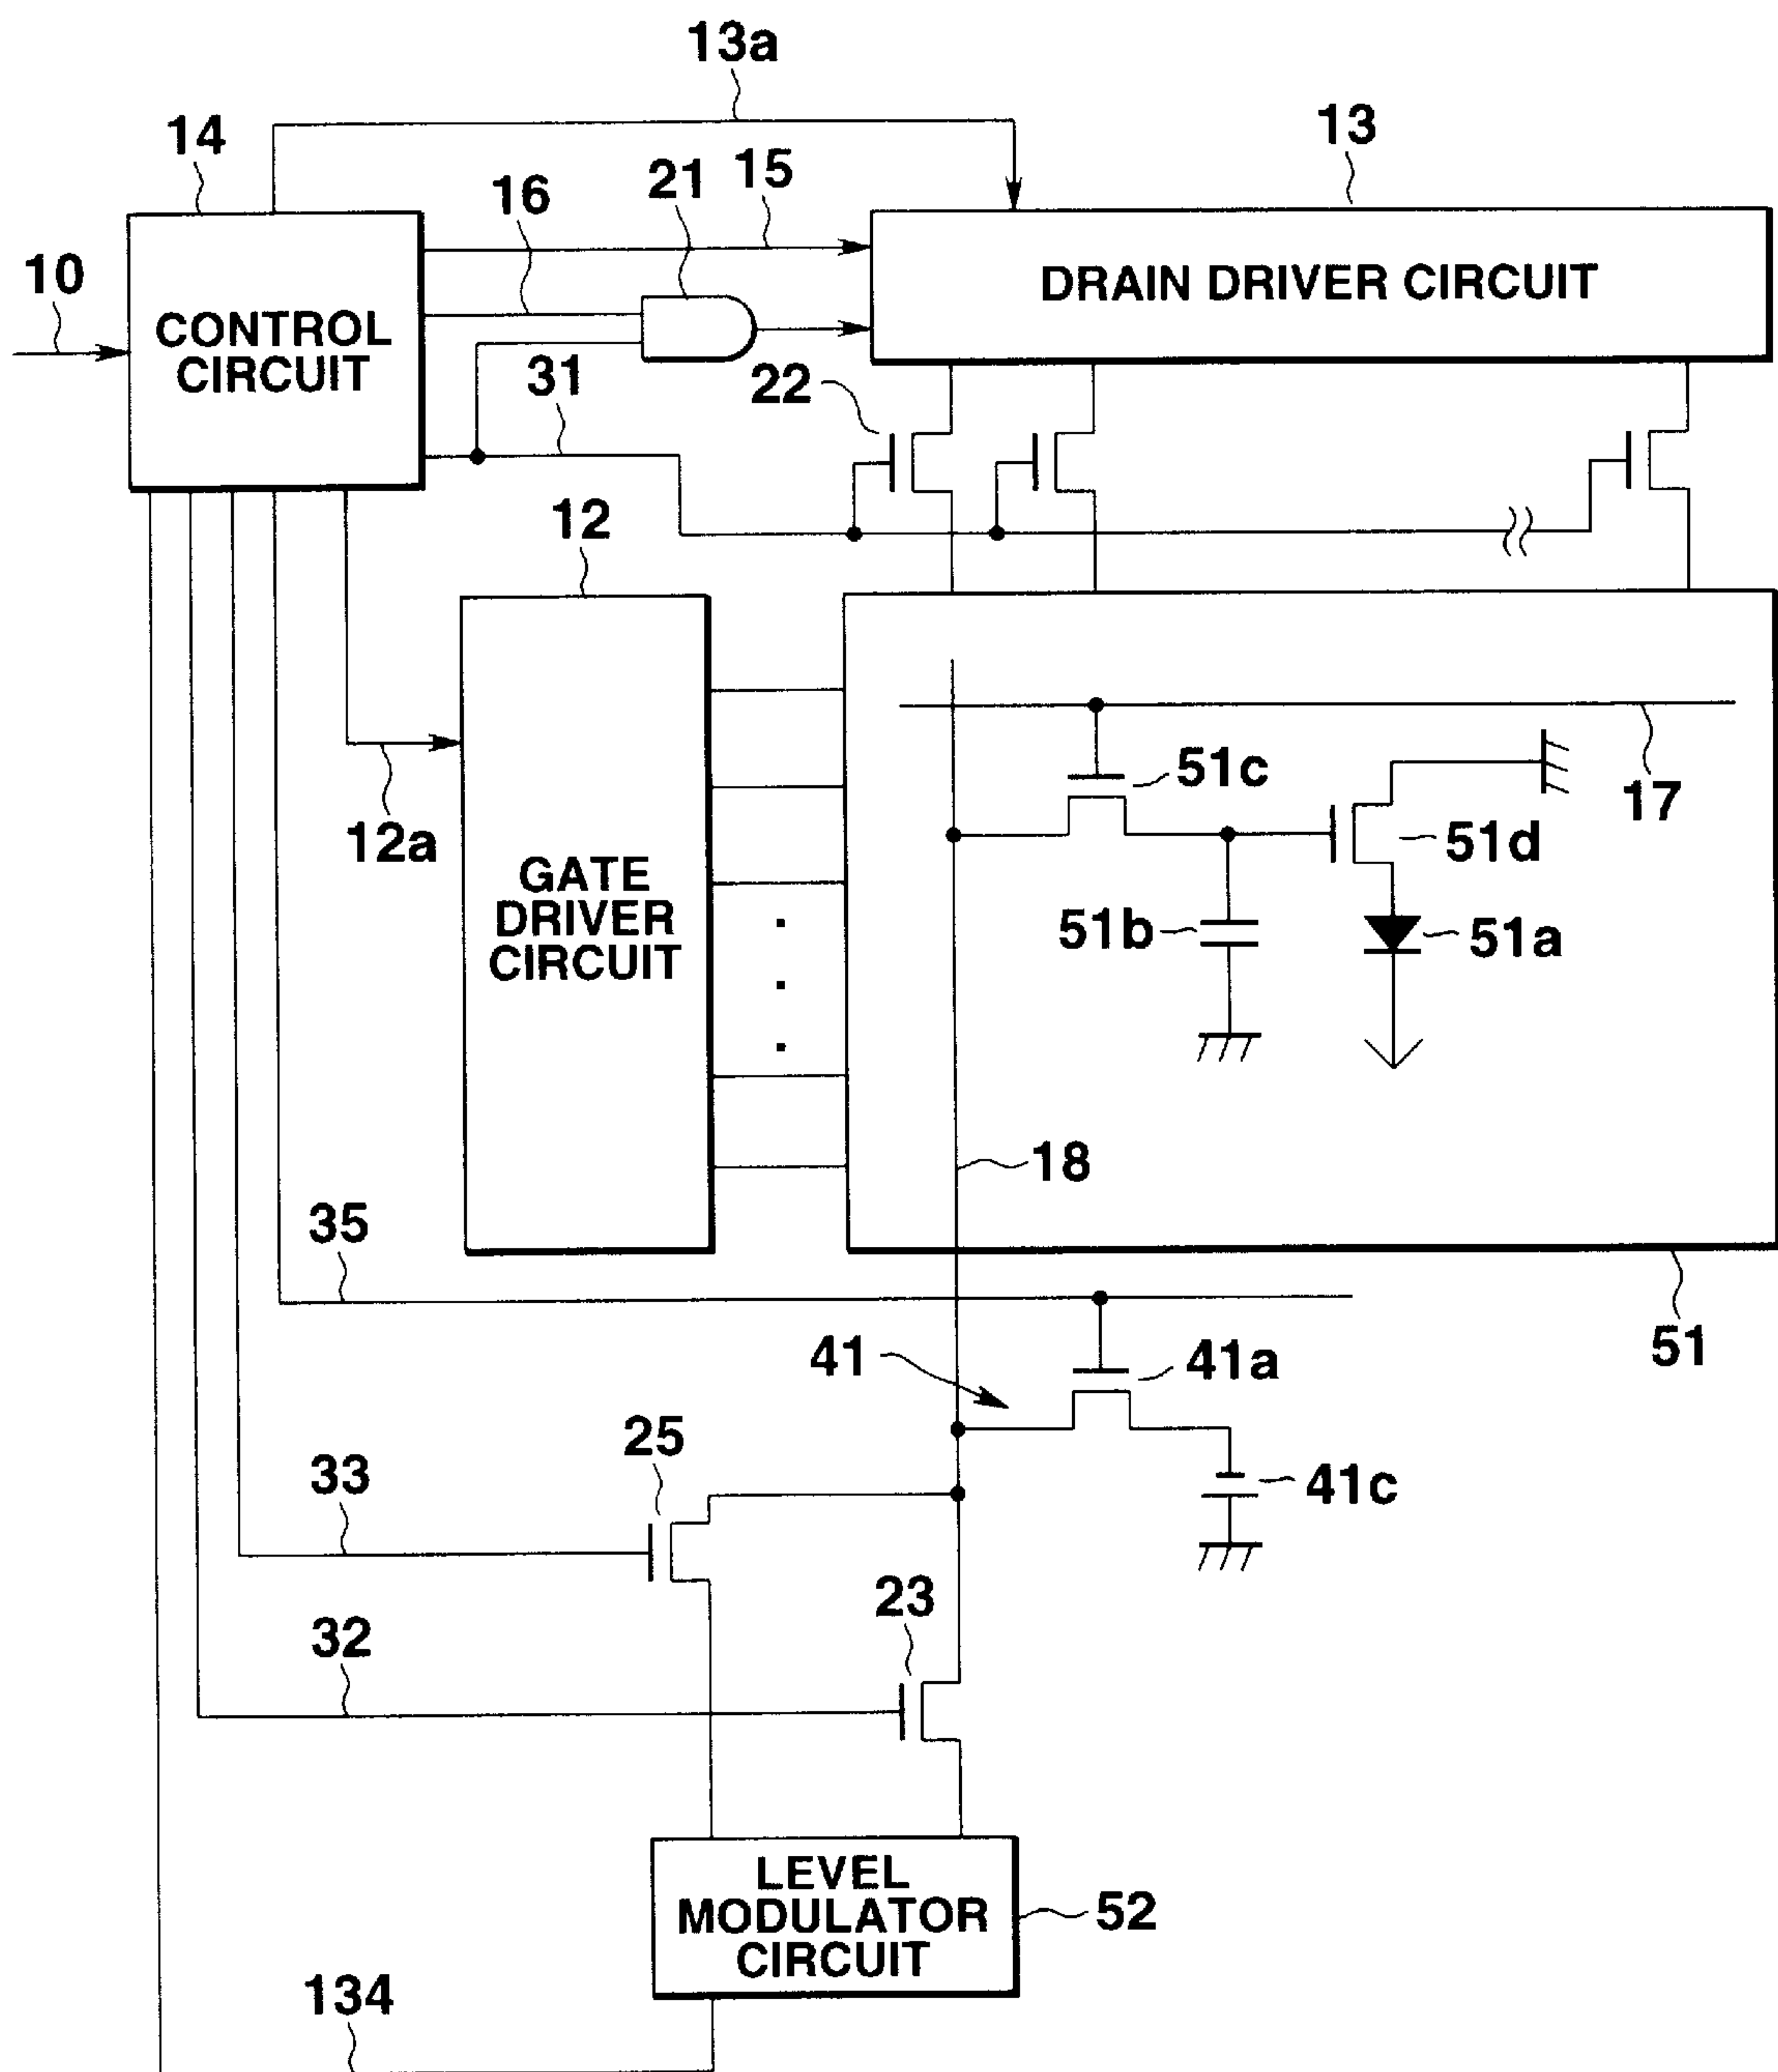 13a
14
13
16
21
15
10
CONTROL
CIRCUIT
DRAIN DRIVER CIRCUIT
31
22
12
51c
17
12a
51d
GATE
DRIVER
CIRCUIT
51b
51a
18
35
51
41
41a
25
33
41c
23
32
LEVEL
MODULATOR
CIRCUIT
52
134